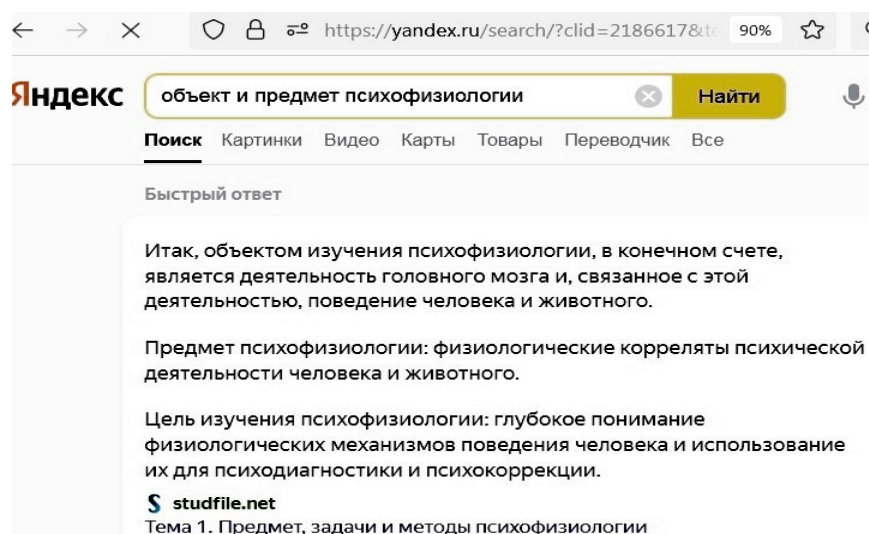 https://yandex.ru/search/?clid=2186617&te 90%
Яндекс объект и предмет психофизиологии Найти
Поиск Картинки Видео Карты Товары Переводчик Все
Быстрый ответ
Итак, объектом изучения психофизиологии, в конечном счете,
является деятельность головного мозга и, связанное с этой
деятельностью, поведение человека и животного.
Предмет психофизиологии: физиологические корреляты психической
деятельности человека и животного.
Цель изучения психофизиологии: глубокое понимание
физиологических механизмов поведения человека и использование
их для психодиагностики и психокоррекции.
studfile.net
Тема 1. Предмет, задачи и методы психофизиологии